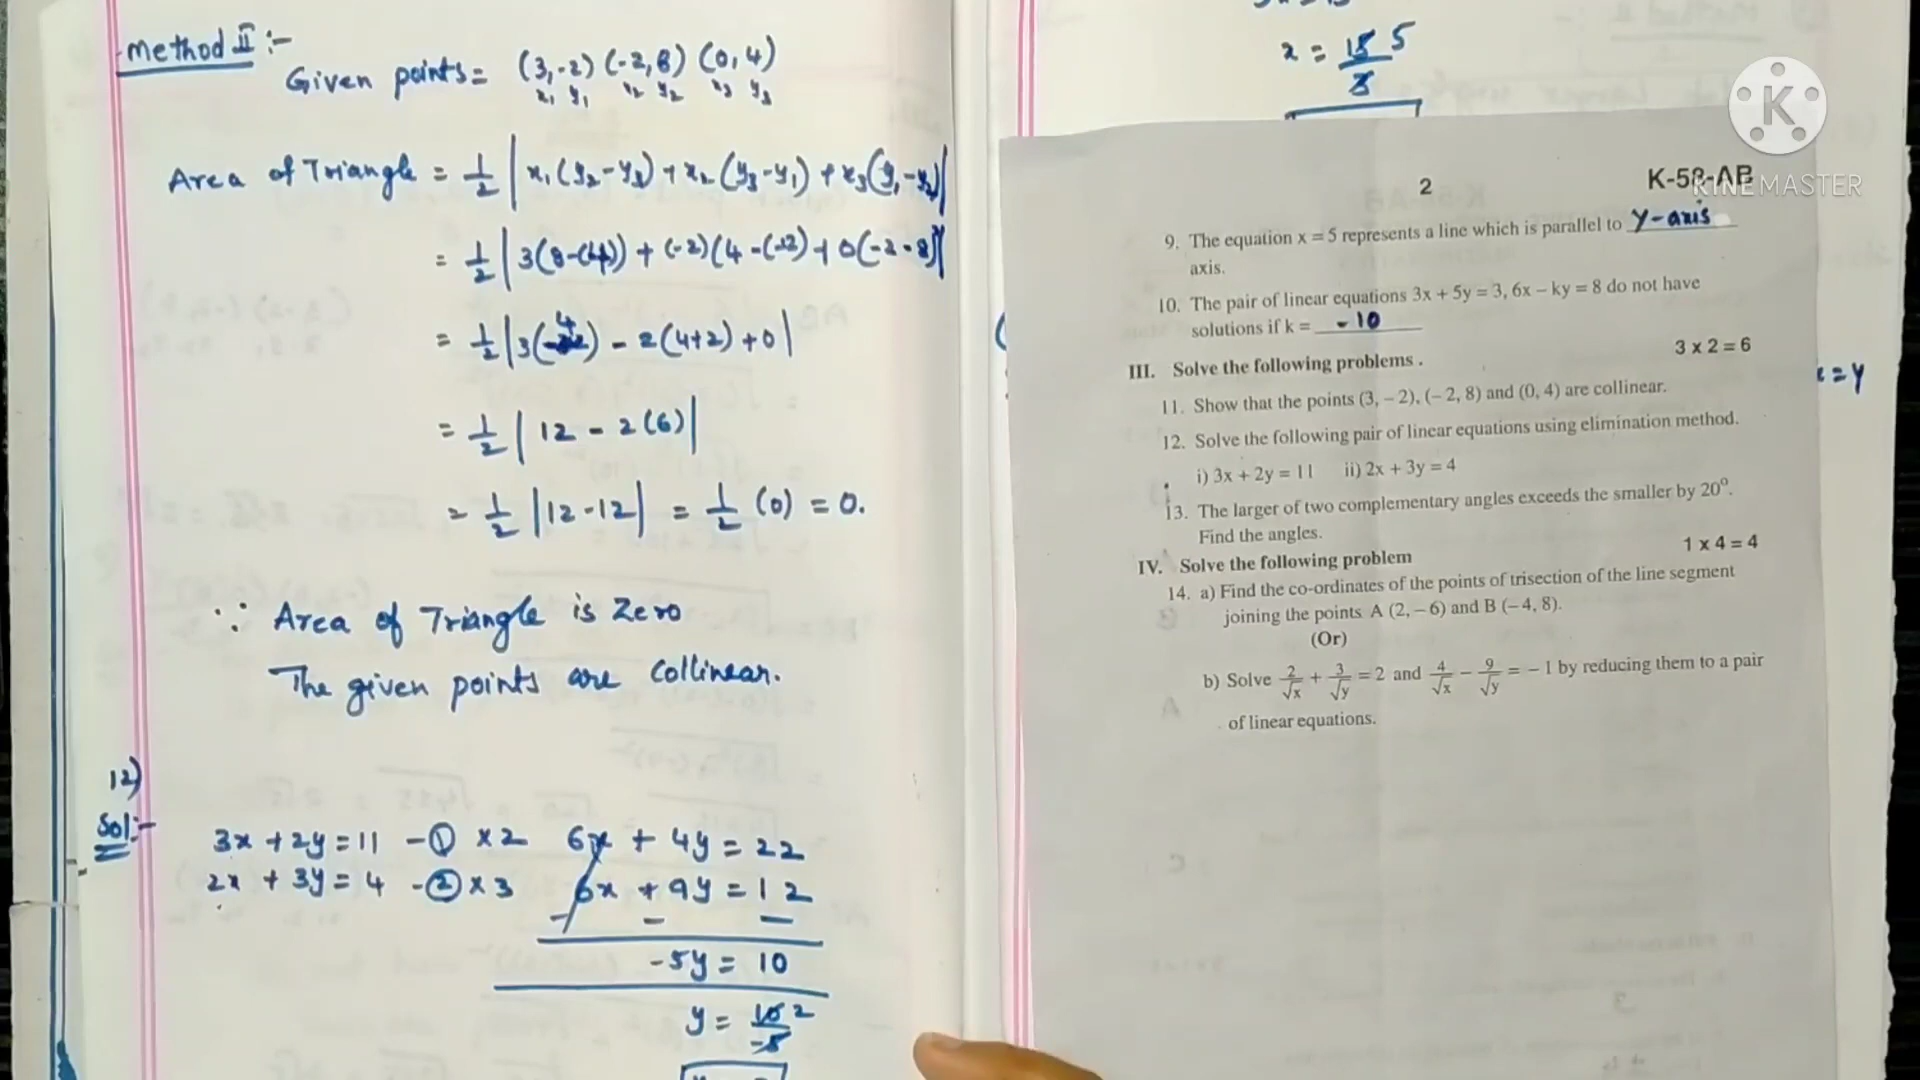 Method II :-
Given points = (3,-2) (-2,8) (0,4)
x₁ y₁ x₂ y₂ x₃ y₃
Area of Triangle = 1/2 | x₁(y₂-y₃) + x₂(y₃-y₁) + x₃(y₁-y₂) |
= 1/2 | 3(8-(4)) + (-2)(4-(-2)) + 0(-2-8) |
= 1/2 | 3(4) - 2(4+2) + 0 |
= 1/2 | 12 - 2(6) |
= 1/2 | 12 - 12 | = 1/2 (0) = 0.
∵ Area of Triangle is Zero
The given points are Collinear.
12)
Sol:-
3x + 2y = 11 - ① × 2 6x + 4y = 22
2x + 3y = 4 - ② × 3 6x + 9y = 12
- - -
-5y = 10
y = 10/-5 2
x = 15/3 5
x = y
K
KINEMASTER
2 K-58-AB
9. The equation x = 5 represents a line which is parallel to Y-axis
axis.
10. The pair of linear equations 3x + 5y = 3, 6x – ky = 8 do not have
solutions if k = -10
3 x 2 = 6
III. Solve the following problems .
11. Show that the points (3, – 2), (– 2, 8) and (0, 4) are collinear.
12. Solve the following pair of linear equations using elimination method.
i) 3x + 2y = 11 ii) 2x + 3y = 4
13. The larger of two complementary angles exceeds the smaller by 20⁰.
Find the angles.
1 x 4 = 4
IV. Solve the following problem
14. a) Find the co-ordinates of the points of trisection of the line segment
joining the points A (2, – 6) and B (– 4, 8).
(Or)
b) Solve 2/√x + 3/√y = 2 and 4/√x – 9/√y = – 1 by reducing them to a pair
of linear equations.